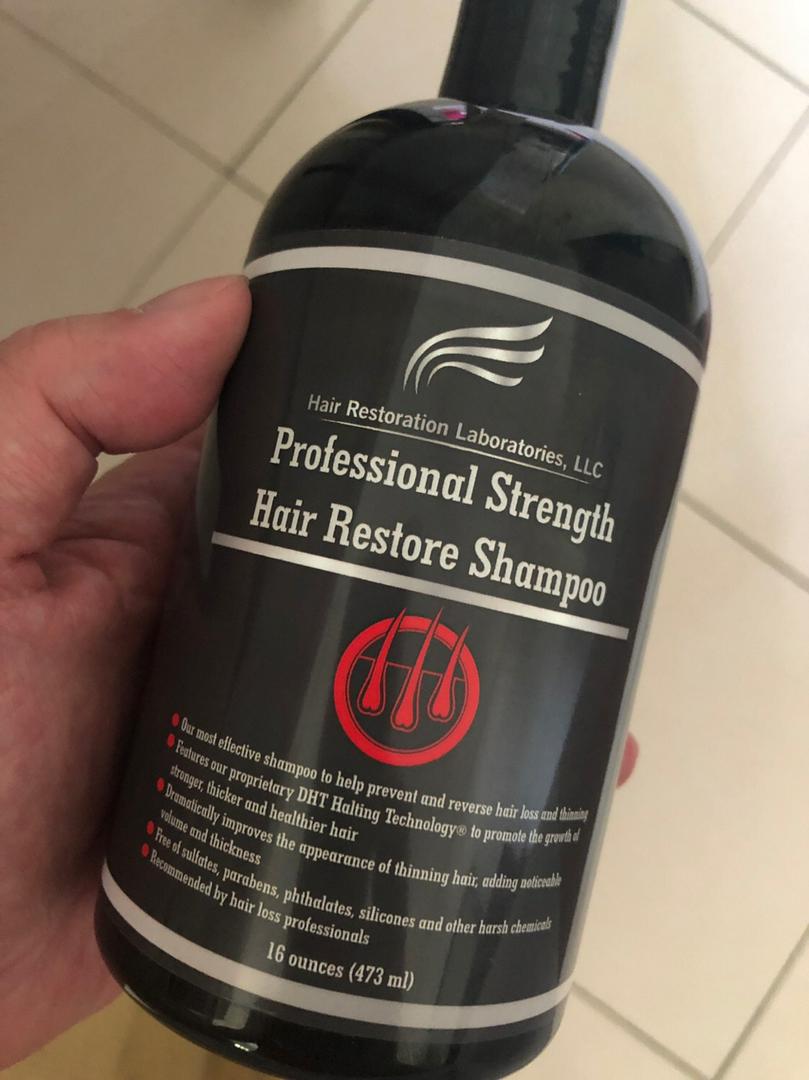 Hair Restoration Laboratories, LLC
Professional Strength
Hair Restore Shampoo
Our most effective shampoo to help prevent and reverse hair loss and thinning
Features our proprietary DHT Halting Technology® to promote the growth of
stronger, thicker and healthier hair
Dramatically improves the appearance of thinning hair, adding noticeable
volume and thickness
Free of sulfates, parabens, phthalates, silicones and other harsh chemicals
Recommended by hair loss professionals
16 ounces (473 ml)